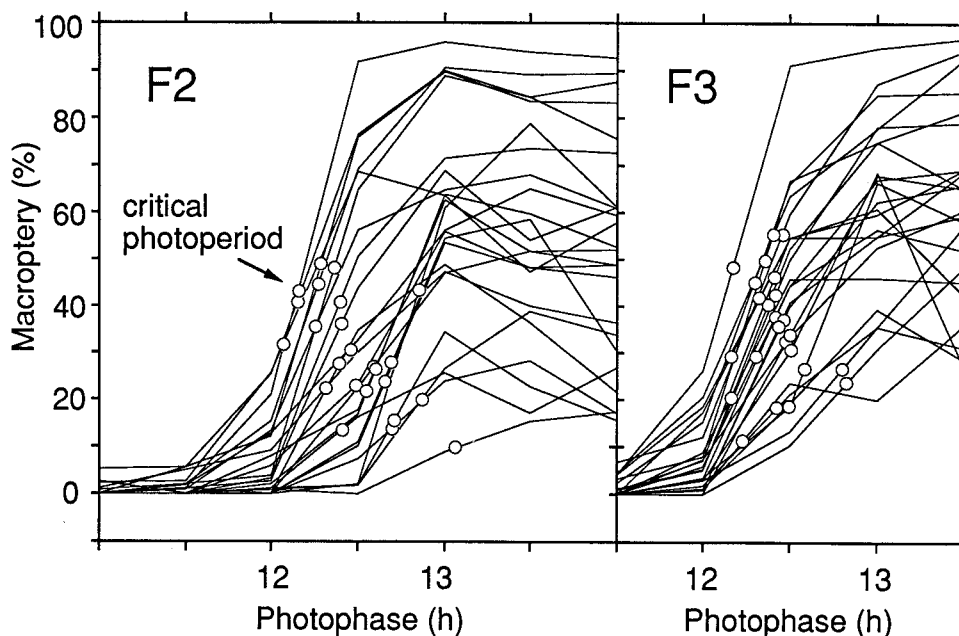 100
80
60
40
20
0
Macroptery (%)
F2
critical
photoperiod
12
13
Photophase (h)
F3
12
13
Photophase (h)